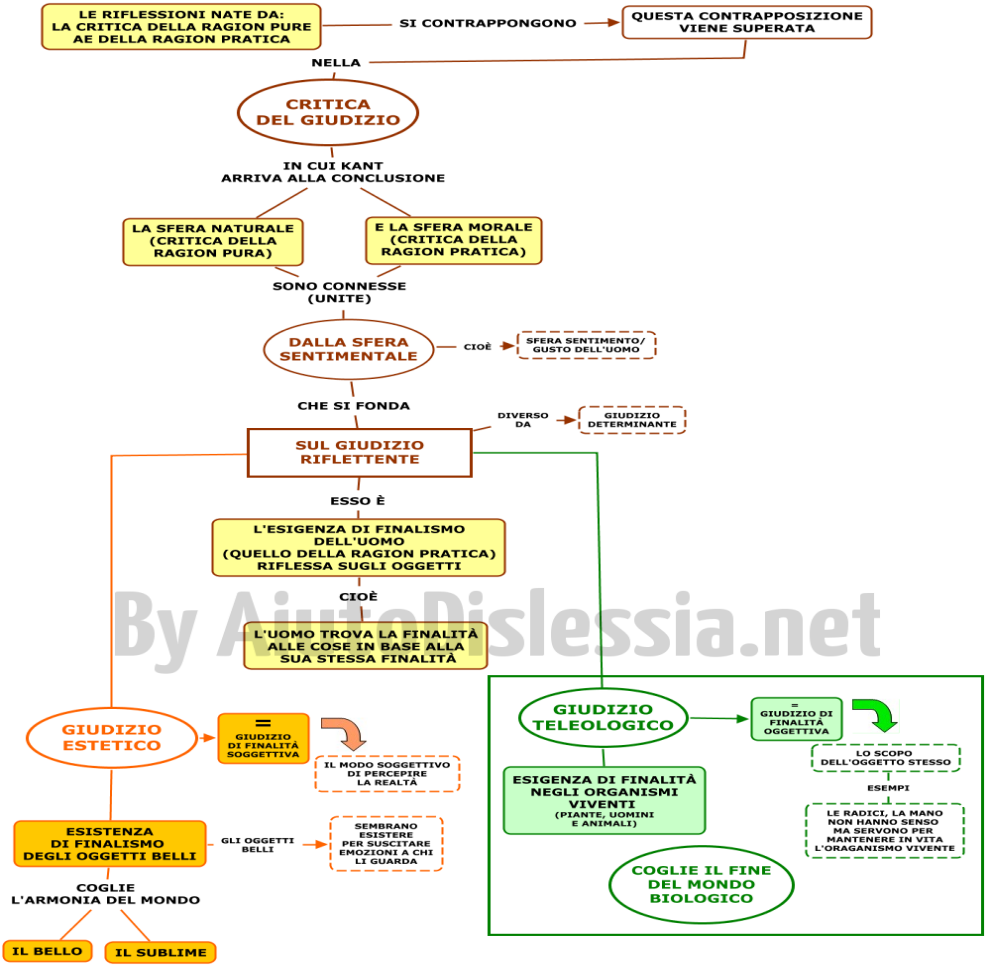 LE RIFLESSIONI NATE DA:
LA CRITICA DELLA RAGION PURE
AE DELLA RAGION PRATICA
SI CONTRAPPONGONO
QUESTA CONTRAPPOSIZIONE
VIENE SUPERATA
NELLA
CRITICA
DEL GIUDIZIO
IN CUI KANT
ARRIVA ALLA CONCLUSIONE
LA SFERA NATURALE
(CRITICA DELLA
RAGION PURA)
E LA SFERA MORALE
(CRITICA DELLA
RAGION PRATICA)
SONO CONNESSE
(UNITE)
DALLA SFERA
SENTIMENTALE
CIOÈ
SFERA SENTIMENTO/
GUSTO DELL'UOMO
CHE SI FONDA
SUL GIUDIZIO
RIFLETTENTE
DIVERSO
DA
GIUDIZIO
DETERMINANTE
ESSO È
L'ESIGENZA DI FINALISMO
DELL'UOMO
(QUELLO DELLA RAGION PRATICA)
RIFLESSA SUGLI OGGETTI
CIOÈ
By AiutoDislessia.net
L'UOMO TROVA LA FINALITÀ
ALLE COSE IN BASE ALLA
SUA STESSA FINALITÀ
GIUDIZIO
ESTETICO
=
GIUDIZIO
DI FINALITÀ
SOGGETTIVA
IL MODO SOGGETTIVO
DI PERCEPIRE
LA REALTÀ
ESISTENZA
DI FINALISMO
DEGLI OGGETTI BELLI
GLI OGGETTI
BELLI
SEMBRANO
ESISTERE
PER SUSCITARE
EMOZIONI A CHI
LI GUARDA
COGLIE
L'ARMONIA DEL MONDO
IL BELLO
IL SUBLIME
GIUDIZIO
TELEOLOGICO
=
GIUDIZIO DI
FINALITÀ
OGGETTIVA
LO SCOPO
DELL'OGGETTO STESSO
ESEMPI
LE RADICI, LA MANO
NON HANNO SENSO
MA SERVONO PER
MANTENERE IN VITA
L'ORAGANISMO VIVENTE
ESIGENZA DI FINALITÀ
NEGLI ORGANISMI
VIVENTI
(PIANTE, UOMINI
E ANIMALI)
COGLIE IL FINE
DEL MONDO
BIOLOGICO